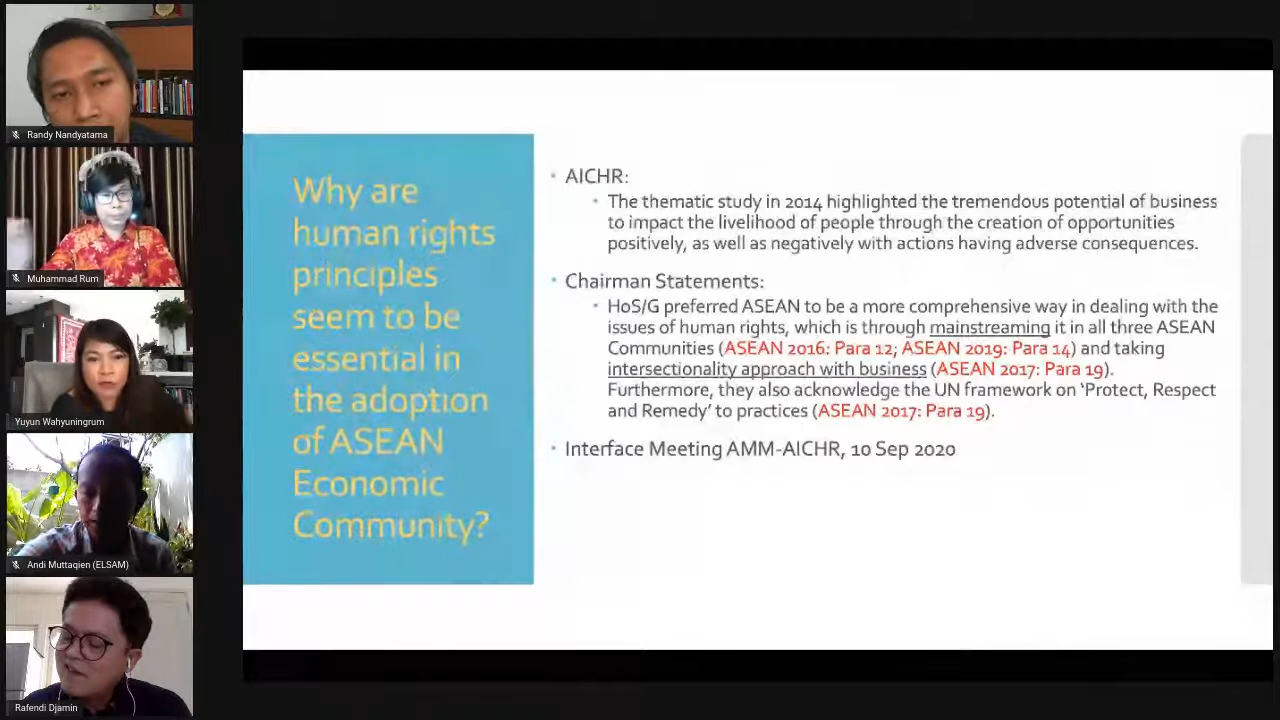 Randy Nandyatama
Muhammad Rum
Yuyun Wahyuningrum
Andi Muttaqien (ELSAM)
Rafendi Djamin
Why are
human rights
principles
seem to be
essential in
the adoption
of ASEAN
Economic
Community?
• AICHR:
• The thematic study in 2014 highlighted the tremendous potential of business
to impact the livelihood of people through the creation of opportunities
positively, as well as negatively with actions having adverse consequences.
• Chairman Statements:
• HoS/G preferred ASEAN to be a more comprehensive way in dealing with the
issues of human rights, which is through mainstreaming it in all three ASEAN
Communities (ASEAN 2016: Para 12; ASEAN 2019: Para 14) and taking
intersectionality approach with business (ASEAN 2017: Para 19).
Furthermore, they also acknowledge the UN framework on ‘Protect, Respect
and Remedy’ to practices (ASEAN 2017: Para 19).
• Interface Meeting AMM-AICHR, 10 Sep 2020